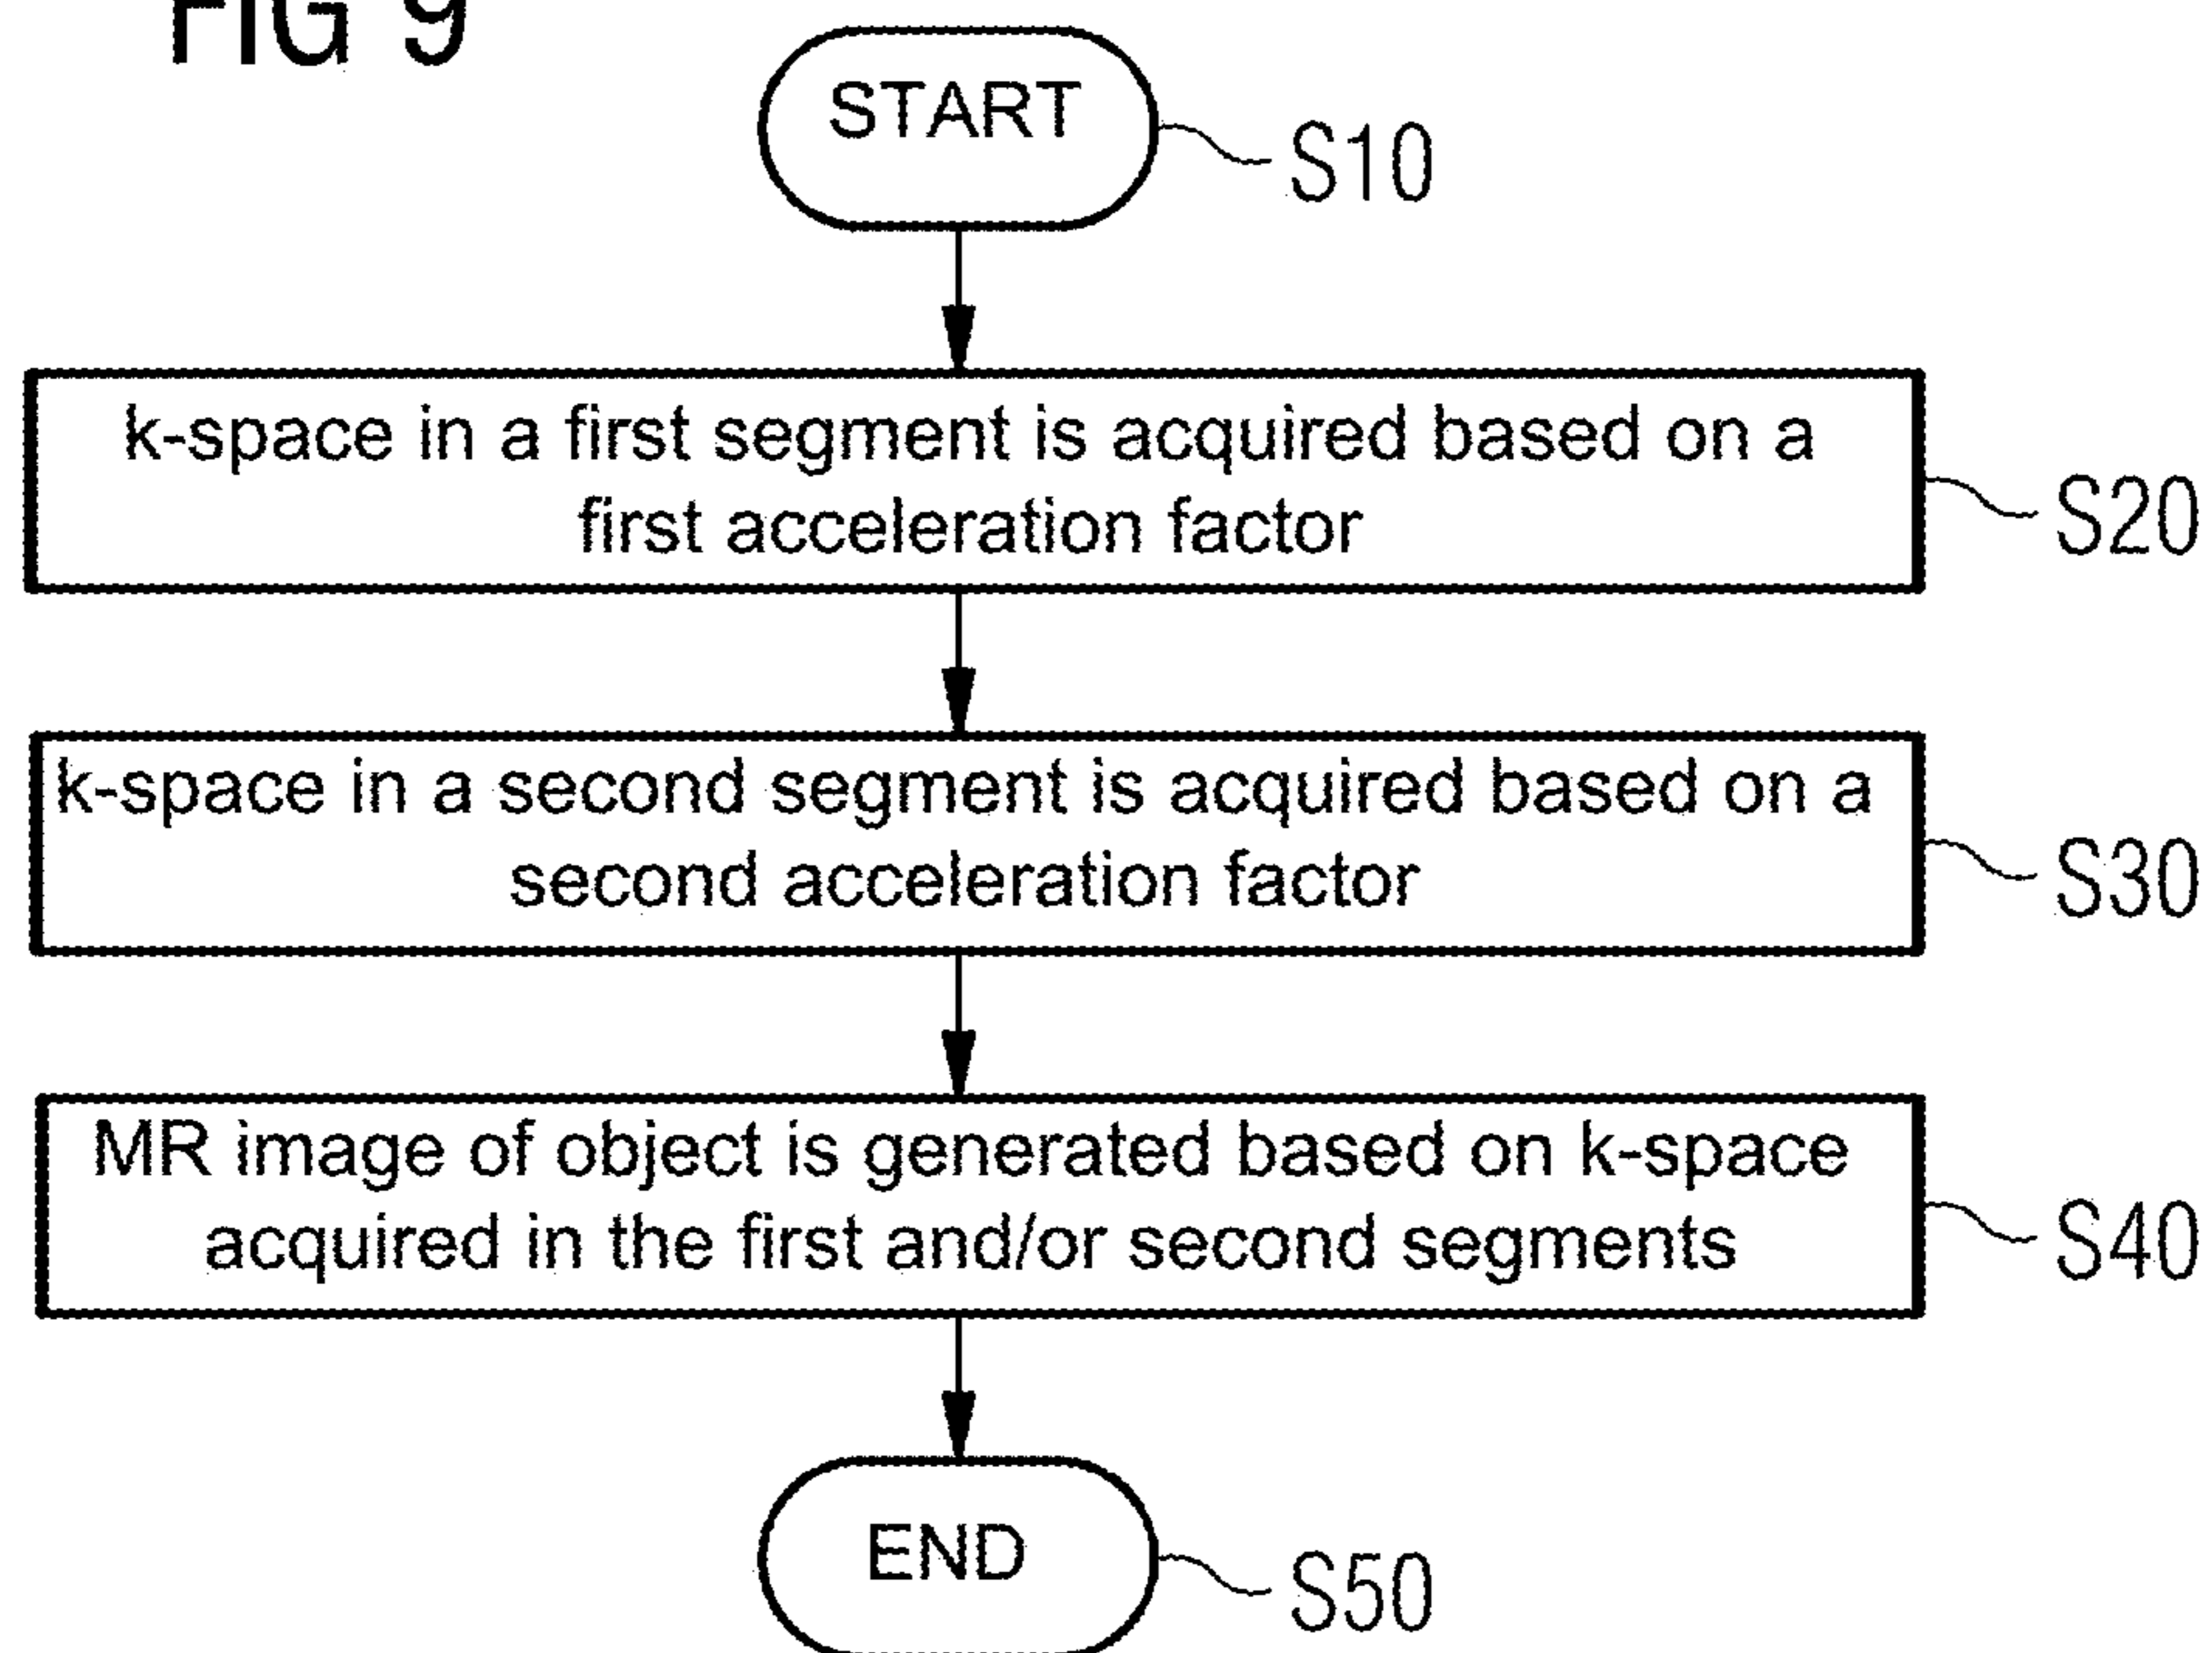 FIG 9
START
S10
k-space in a first segment is acquired based on a
first acceleration factor
S20
k-space in a second segment is acquired based on a
second acceleration factor
S30
MR image of object is generated based on k-space
acquired in the first and/or second segments
S40
END
S50